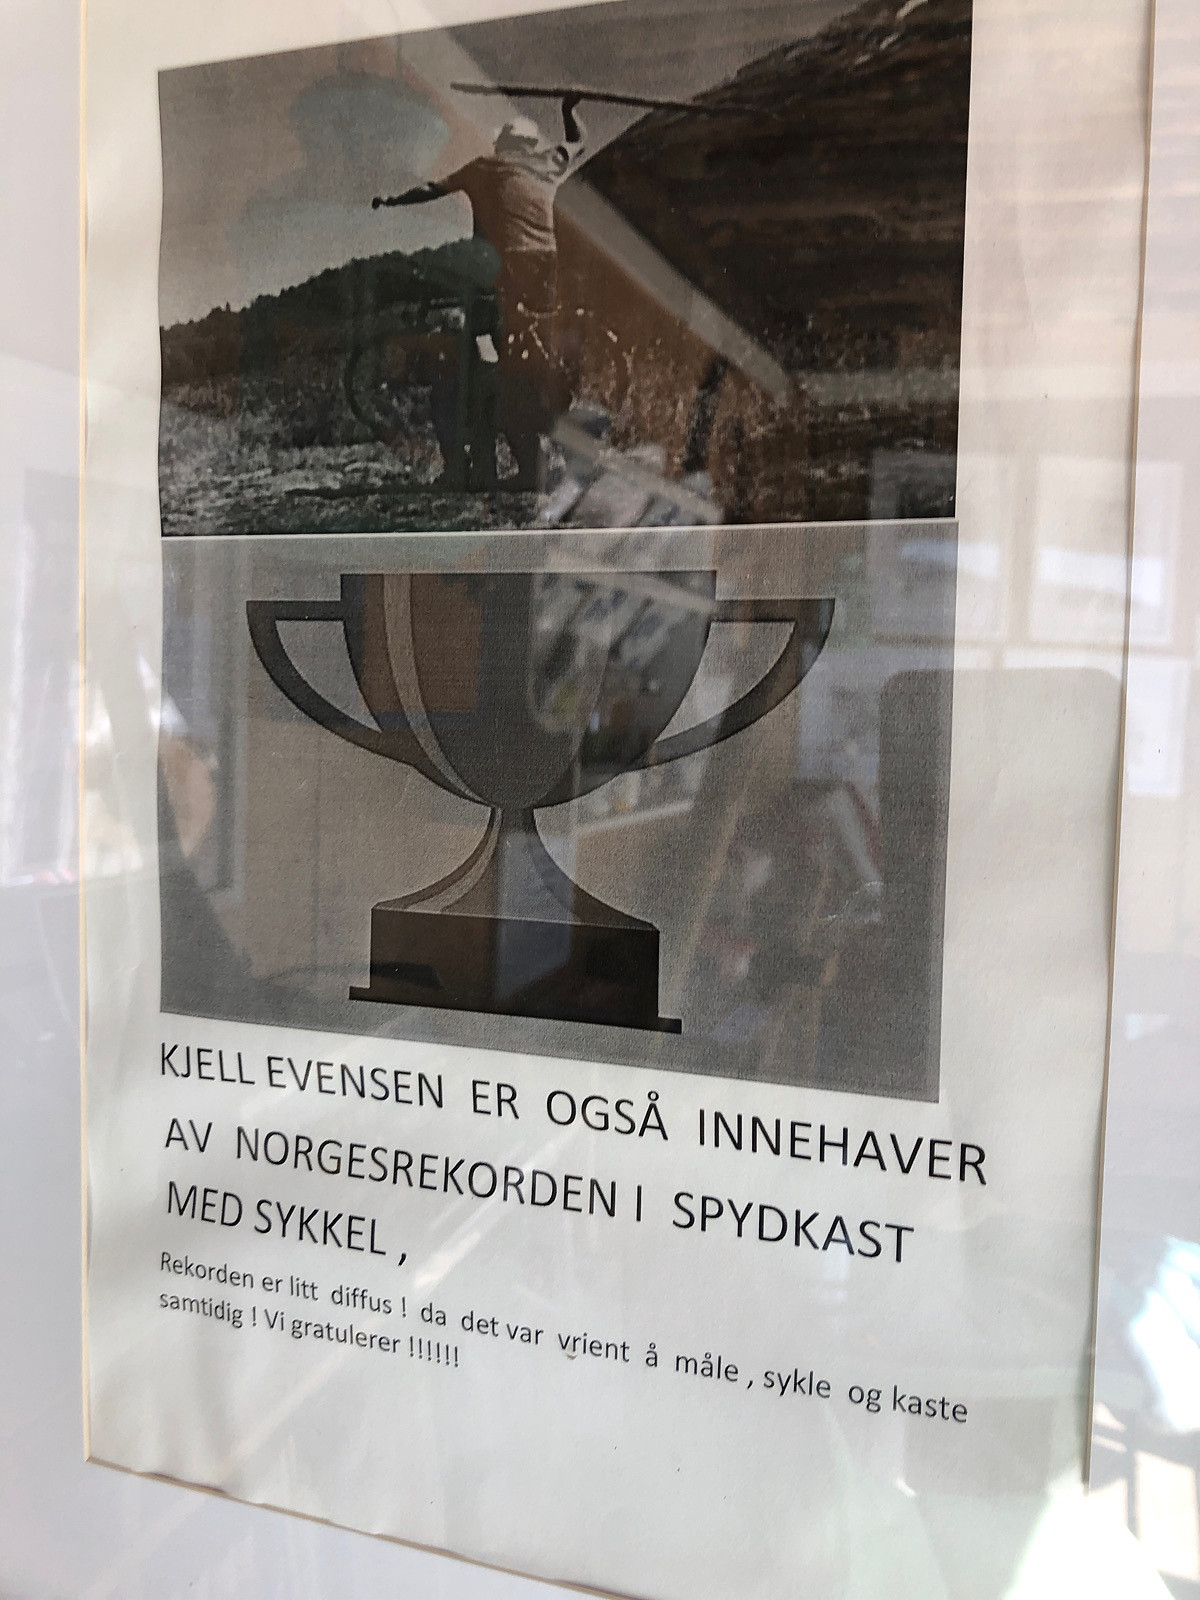 KJELL EVENSEN ER OGSÅ INNEHAVER
AV NORGESREKORDEN I SPYDKAST
MED SYKKEL ,
Rekorden er litt diffus ! da det var vrient å måle , sykle og kaste
samtidig ! Vi gratulerer !!!!!!